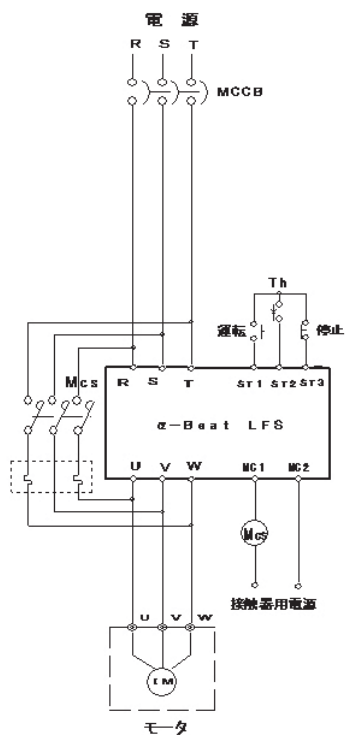 電 源
R S T
MCCB
Th
運転 停止
Mcs
R S T ST1 ST2 ST3
α-Beat LFS
U V W MC1 MC2
Mcs
接触器用電源
U V W
IM
モータ